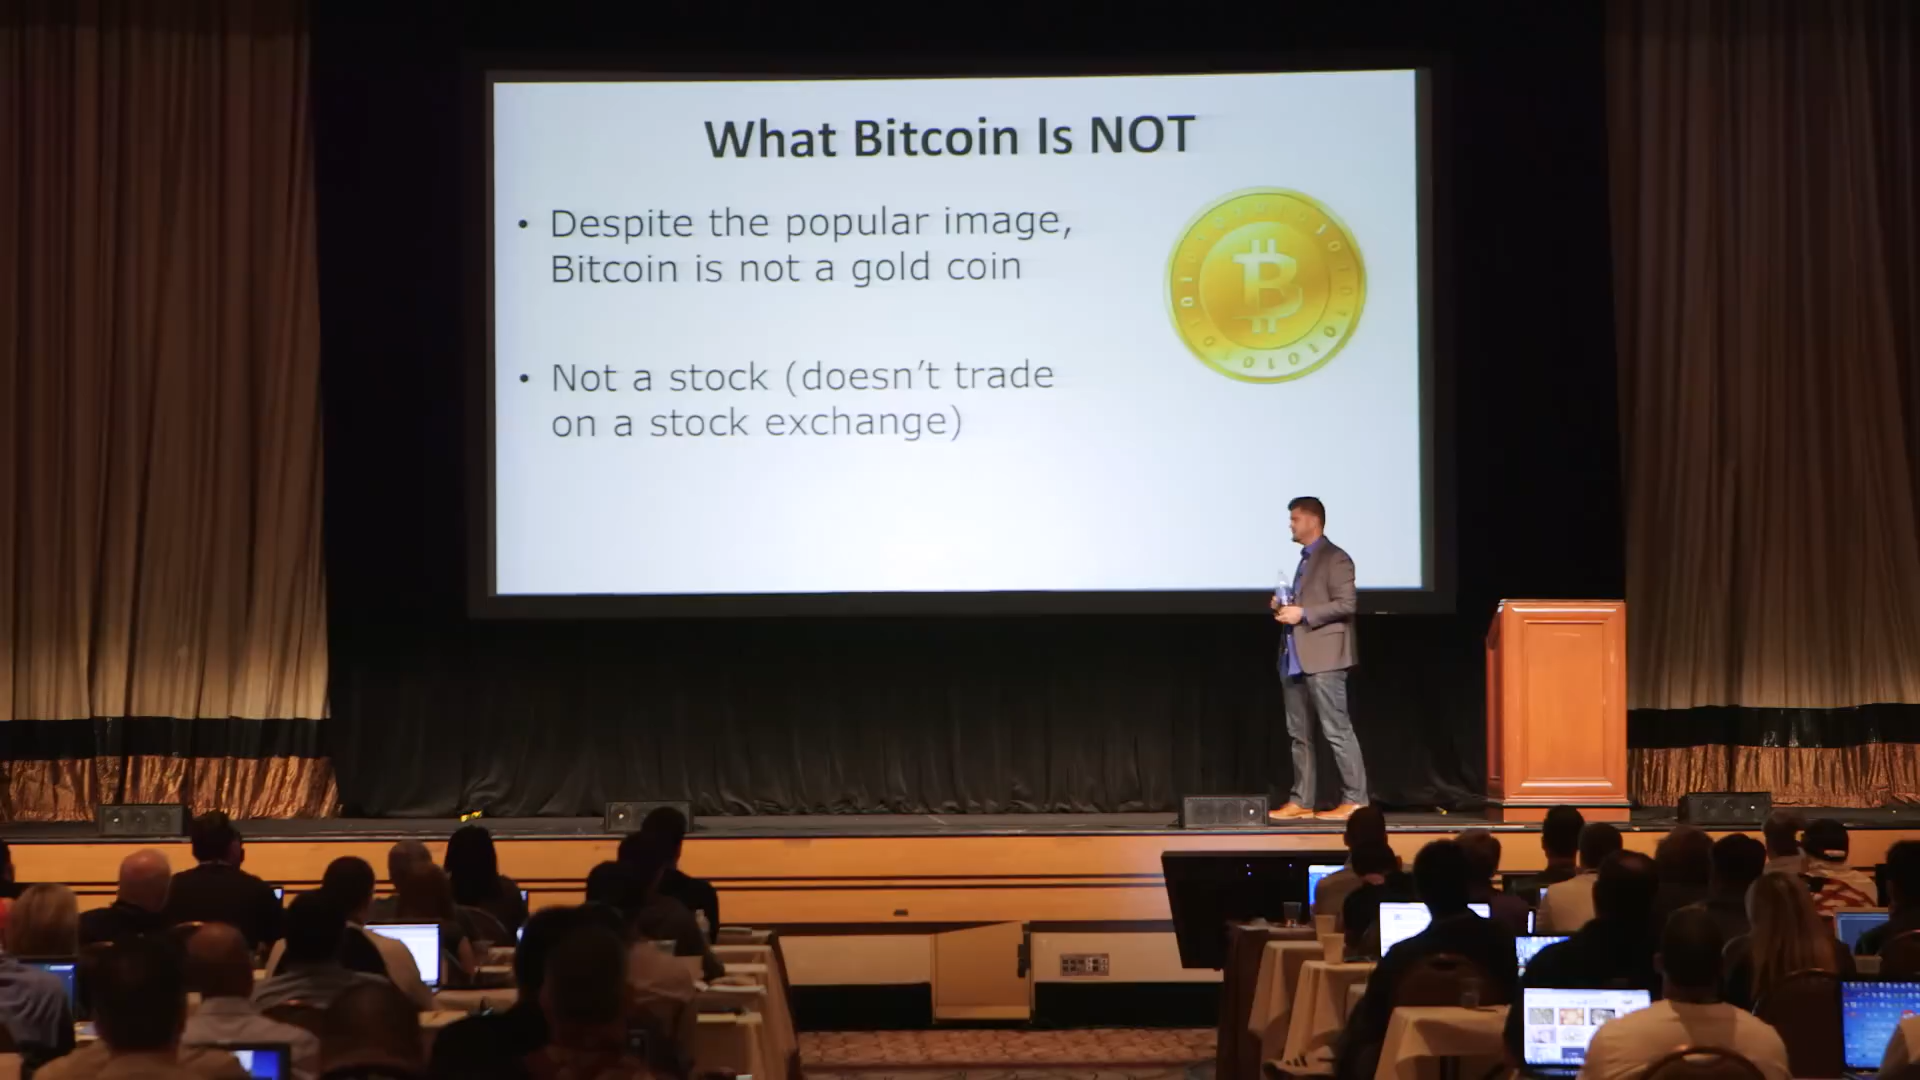 What Bitcoin Is NOT
• Despite the popular image,
Bitcoin is not a gold coin
• Not a stock (doesn’t trade
on a stock exchange)